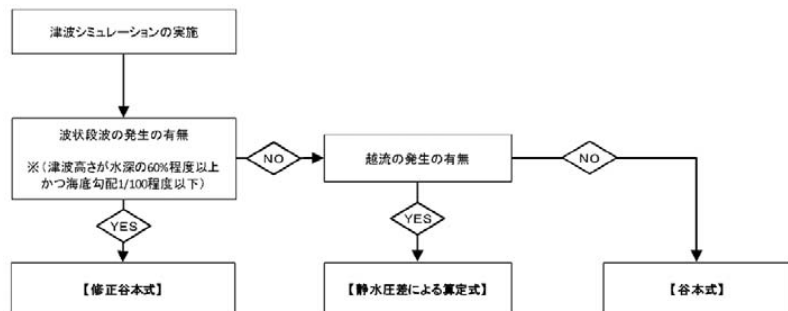 津波シミュレーションの実施
波状段波の発生の有無
※(津波高さが水深の60%程度以上
かつ海底勾配1/100程度以下)
NO
越流の発生の有無
NO
YES
YES
【修正谷本式】
【静水圧差による算定式】
【谷本式】